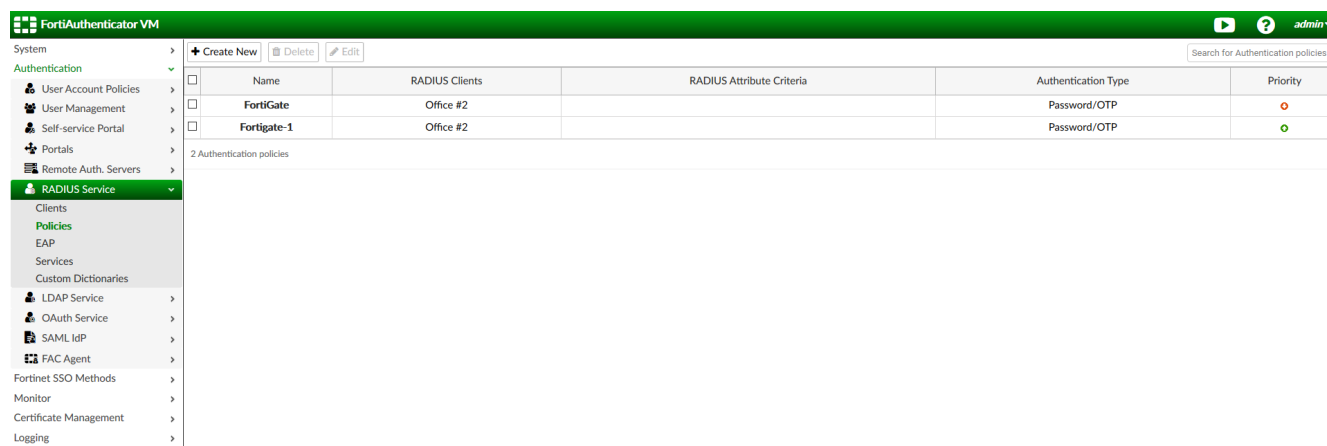 FortiAuthenticator VM
admin
System
Authentication
User Account Policies
User Management
Self-service Portal
Portals
Remote Auth. Servers
RADIUS Service
Clients
Policies
EAP
Services
Custom Dictionaries
LDAP Service
OAuth Service
SAML IdP
FAC Agent
Fortinet SSO Methods
Monitor
Certificate Management
Logging
Create New Delete Edit Search for Authentication policies
Name RADIUS Clients RADIUS Attribute Criteria Authentication Type Priority
FortiGate Office #2 Password/OTP
Fortigate-1 Office #2 Password/OTP
2 Authentication policies